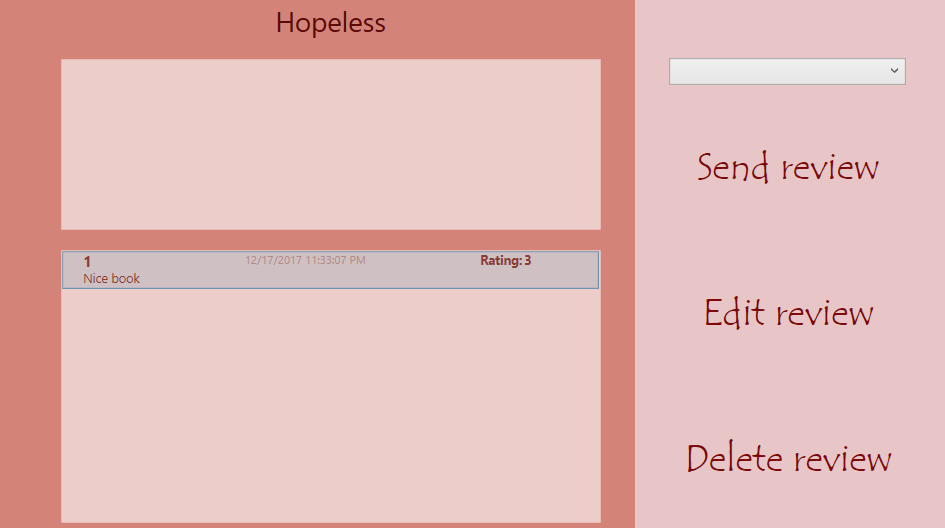 Hopeless
1 12/17/2017 11:33:07 PM Rating: 3
Nice book
Send review
Edit review
Delete review